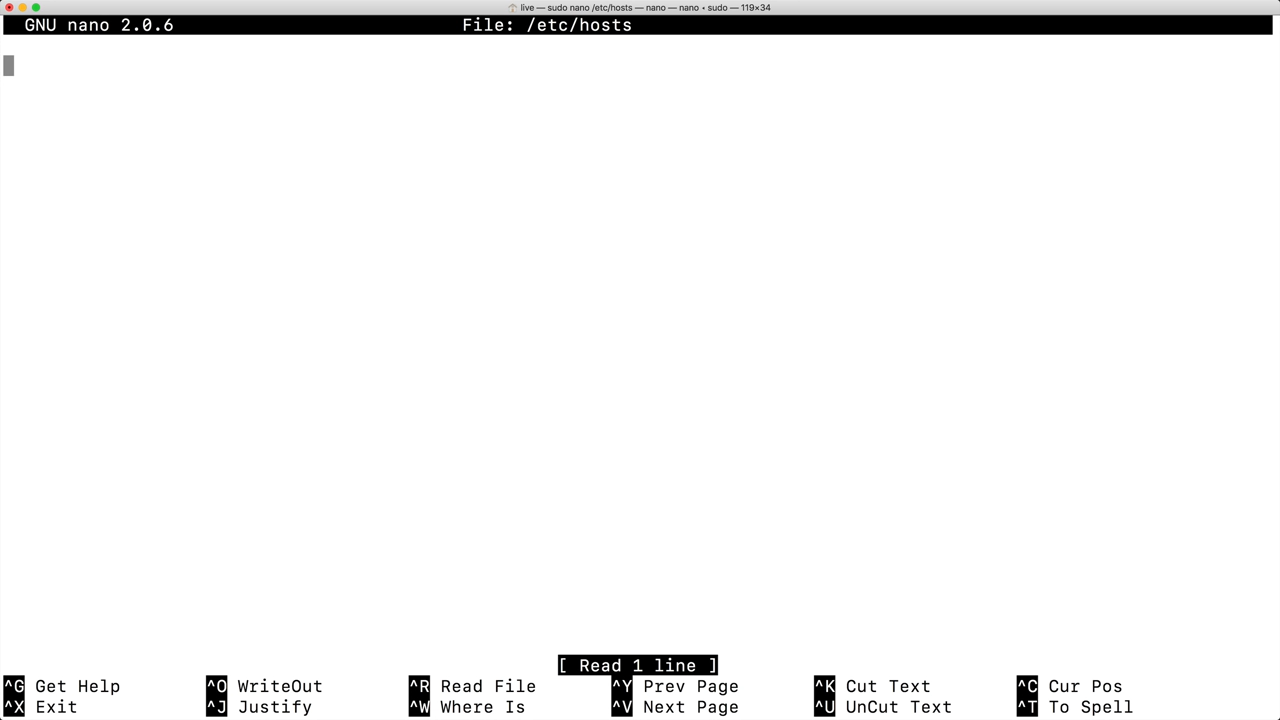 live — sudo nano /etc/hosts — nano — nano • sudo — 119×34
GNU nano 2.0.6 File: /etc/hosts
[ Read 1 line ]
^G Get Help ^O WriteOut ^R Read File ^Y Prev Page ^K Cut Text ^C Cur Pos
^X Exit ^J Justify ^W Where Is ^V Next Page ^U UnCut Text ^T To Spell